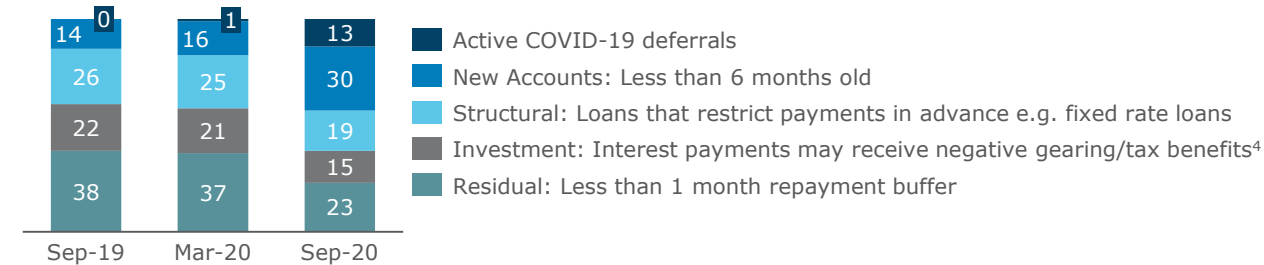 0
1
14
16
13
26
25
30
22
21
19
38
37
15
23
Sep-19 Mar-20 Sep-20
Active COVID-19 deferrals
New Accounts: Less than 6 months old
Structural: Loans that restrict payments in advance e.g. fixed rate loans
Investment: Interest payments may receive negative gearing/tax benefits⁴
Residual: Less than 1 month repayment buffer